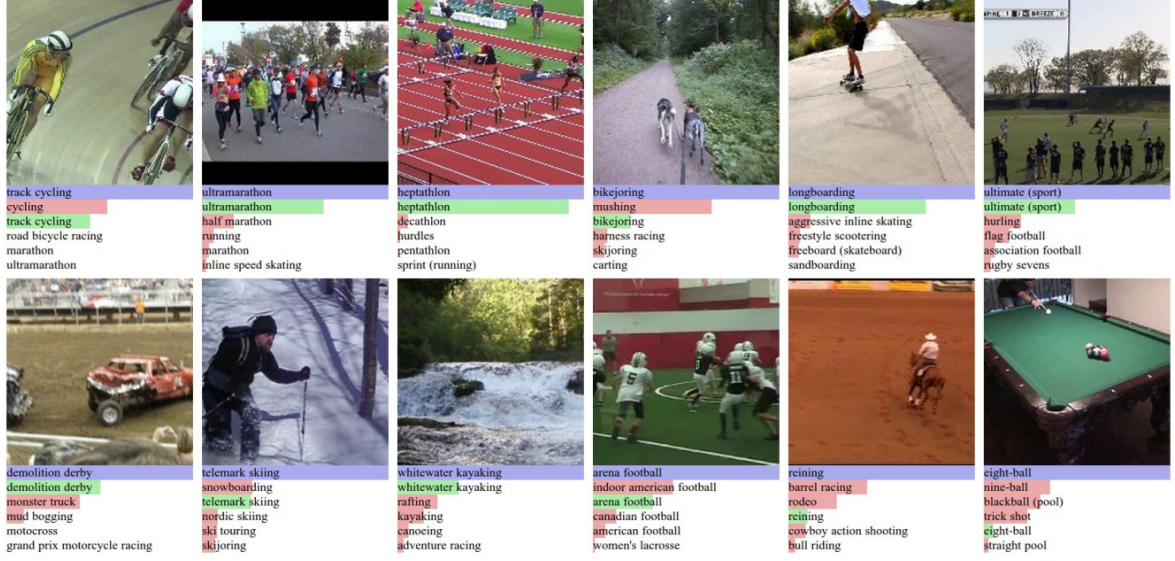 PINE 1 2 BREEZE 0
track cycling
cycling
track cycling
road bicycle racing
marathon
ultramarathon
ultramarathon
ultramarathon
half marathon
running
marathon
inline speed skating
heptathlon
heptathlon
decathlon
hurdles
pentathlon
sprint (running)
bikejoring
mushing
bikejoring
harness racing
skijoring
carting
longboarding
longboarding
aggressive inline skating
freestyle scootering
freeboard (skateboard)
sandboarding
ultimate (sport)
ultimate (sport)
hurling
flag football
association football
rugby sevens
demolition derby
demolition derby
monster truck
mud bogging
motocross
grand prix motorcycle racing
telemark skiing
snowboarding
telemark skiing
nordic skiing
ski touring
skijoring
whitewater kayaking
whitewater kayaking
rafting
kayaking
canoeing
adventure racing
arena football
indoor american football
arena football
canadian football
american football
women's lacrosse
reining
barrel racing
rodeo
reining
cowboy action shooting
bull riding
eight-ball
nine-ball
blackball (pool)
trick shot
eight-ball
straight pool